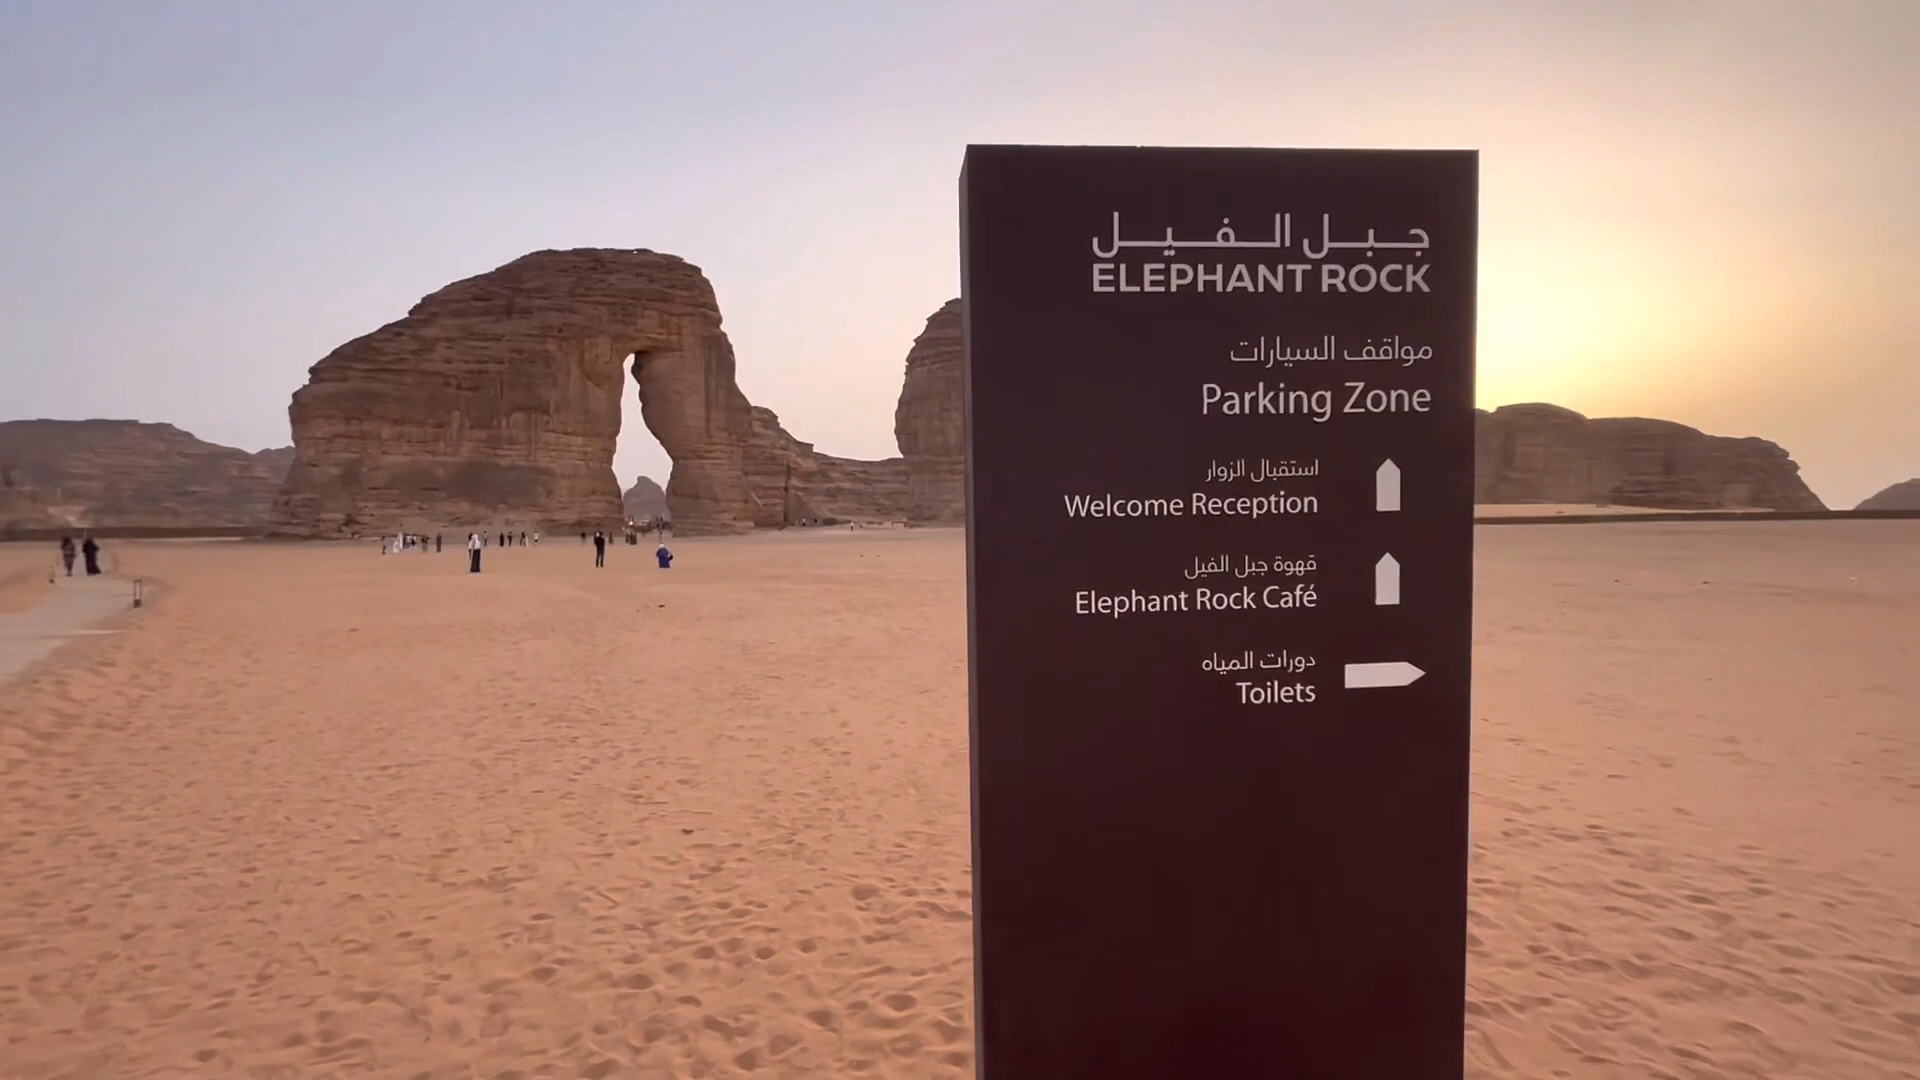 جبل الفيل
ELEPHANT ROCK
مواقف السيارات
Parking Zone
استقبال الزوار
Welcome Reception
قهوة جبل الفيل
Elephant Rock Café
دورات المياه
Toilets